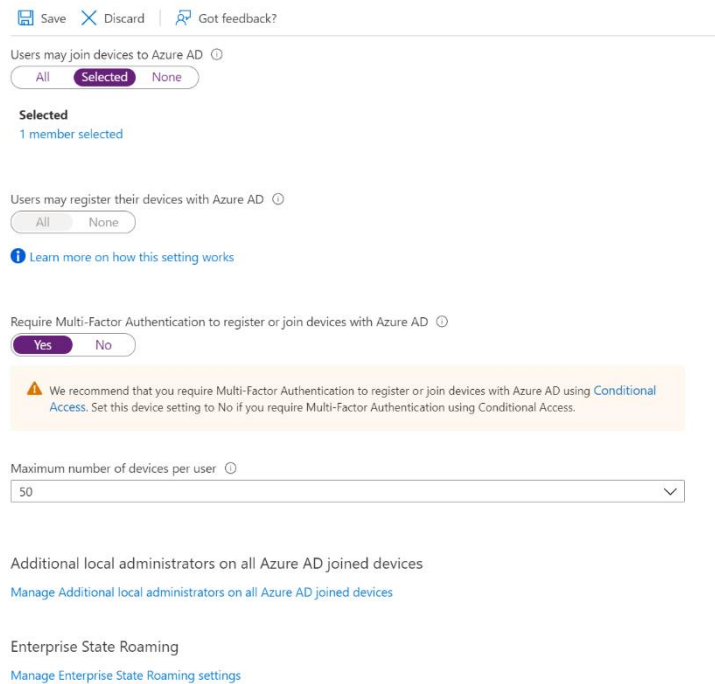 Save Discard Got feedback?
Users may join devices to Azure AD
All Selected None
Selected
1 member selected
Users may register their devices with Azure AD
All None
Learn more on how this setting works
Require Multi-Factor Authentication to register or join devices with Azure AD
Yes No
We recommend that you require Multi-Factor Authentication to register or join devices with Azure AD using Conditional
Access. Set this device setting to No if you require Multi-Factor Authentication using Conditional Access.
Maximum number of devices per user
50
Additional local administrators on all Azure AD joined devices
Manage Additional local administrators on all Azure AD joined devices
Enterprise State Roaming
Manage Enterprise State Roaming settings